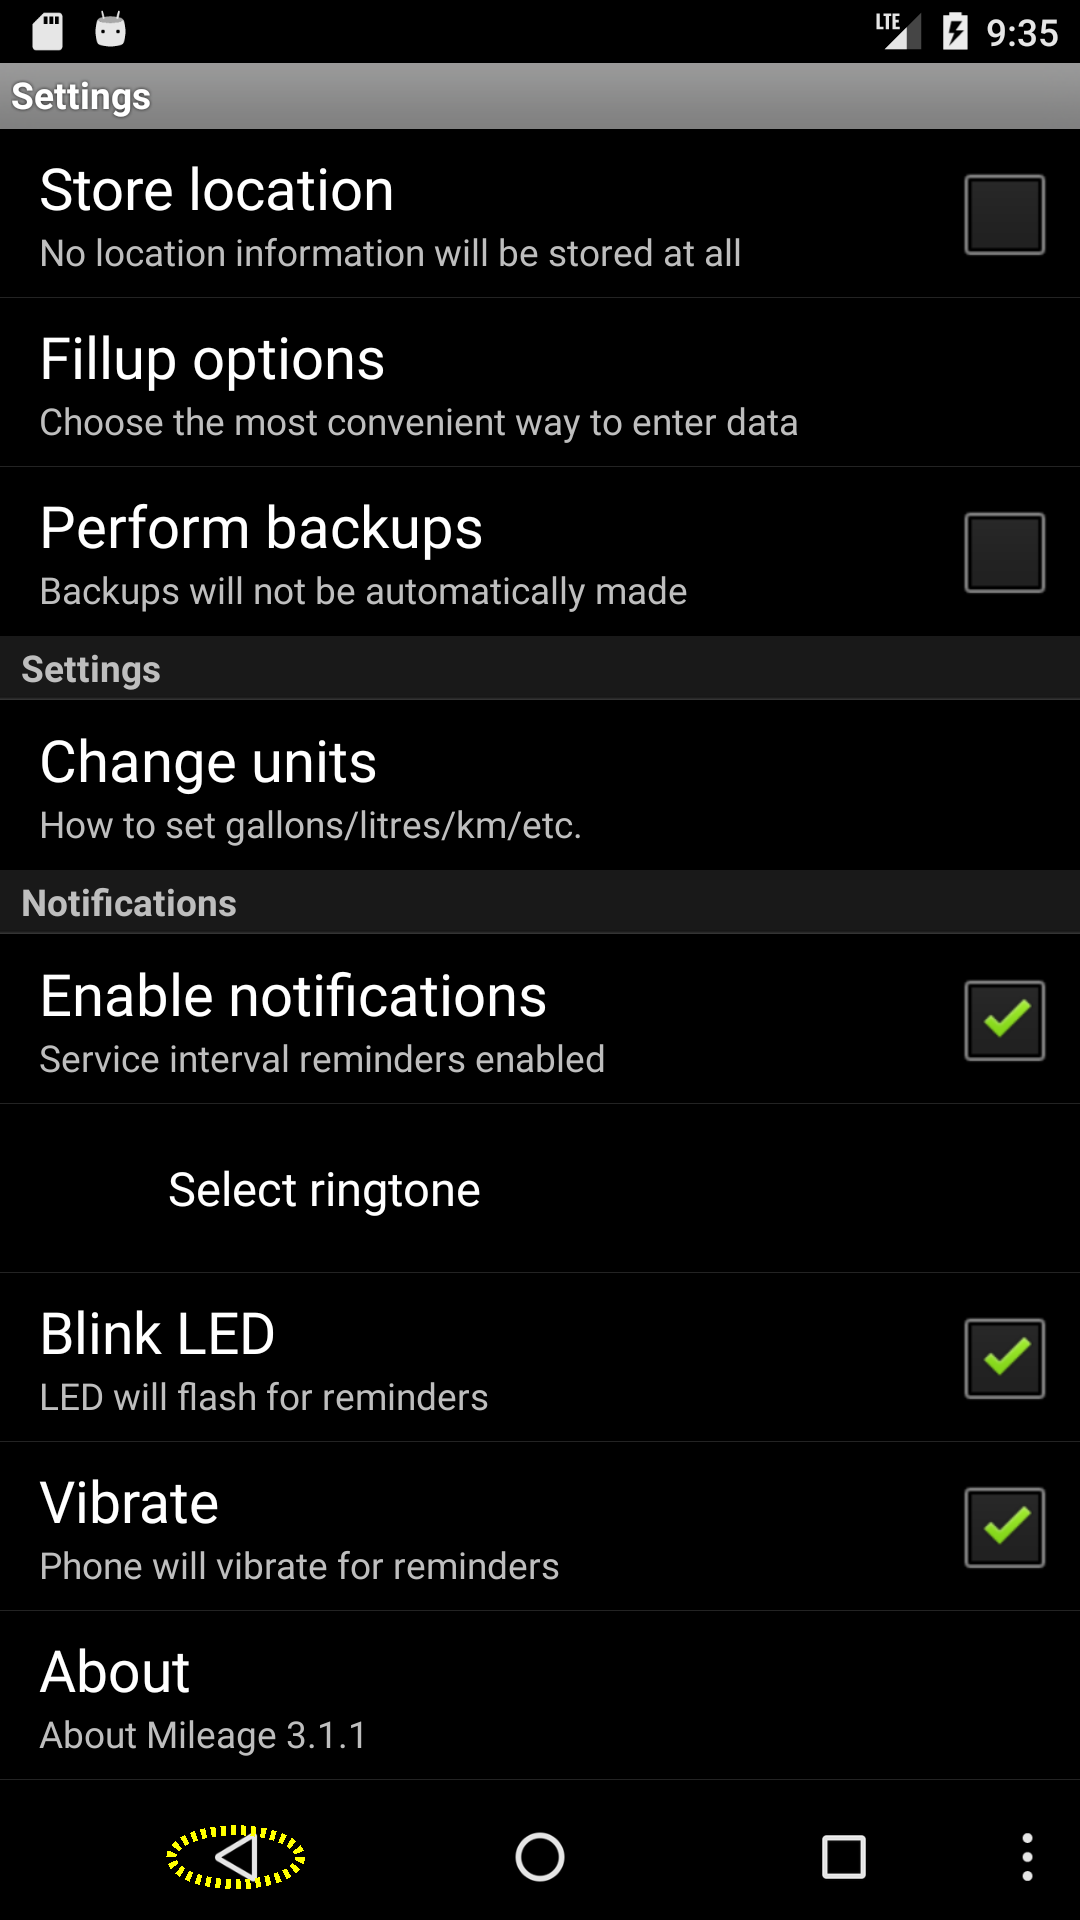 LTE 9:35
Settings
Store location
No location information will be stored at all
Fillup options
Choose the most convenient way to enter data
Perform backups
Backups will not be automatically made
Settings
Change units
How to set gallons/litres/km/etc.
Notifications
Enable notifications
Service interval reminders enabled
Select ringtone
Blink LED
LED will flash for reminders
Vibrate
Phone will vibrate for reminders
About
About Mileage 3.1.1